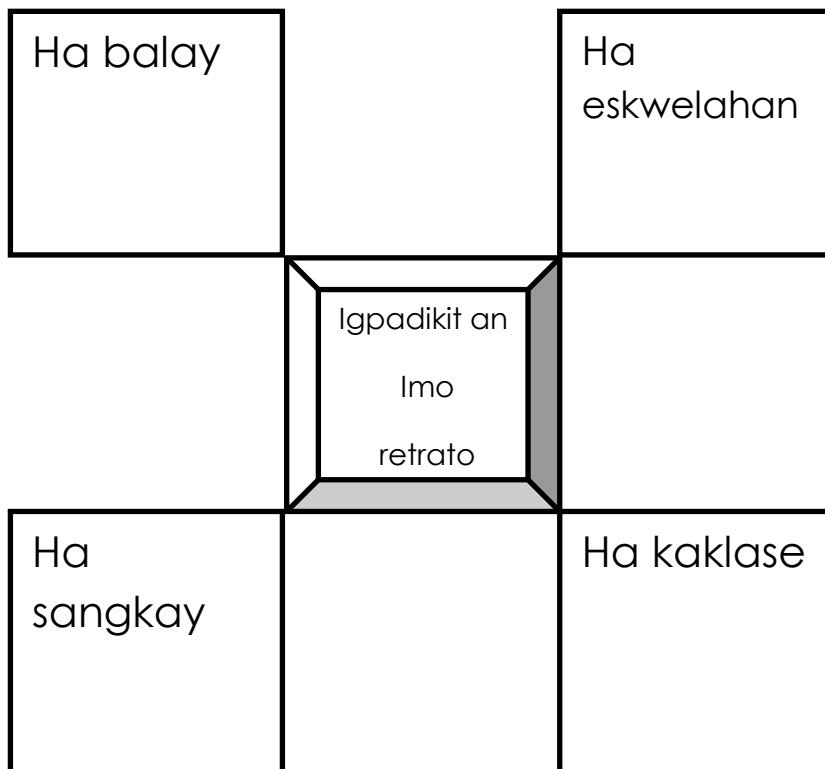 Ha balay
Ha
eskwelahan
Igpadikit an
Imo
retrato
Ha
sangkay
Ha kaklase